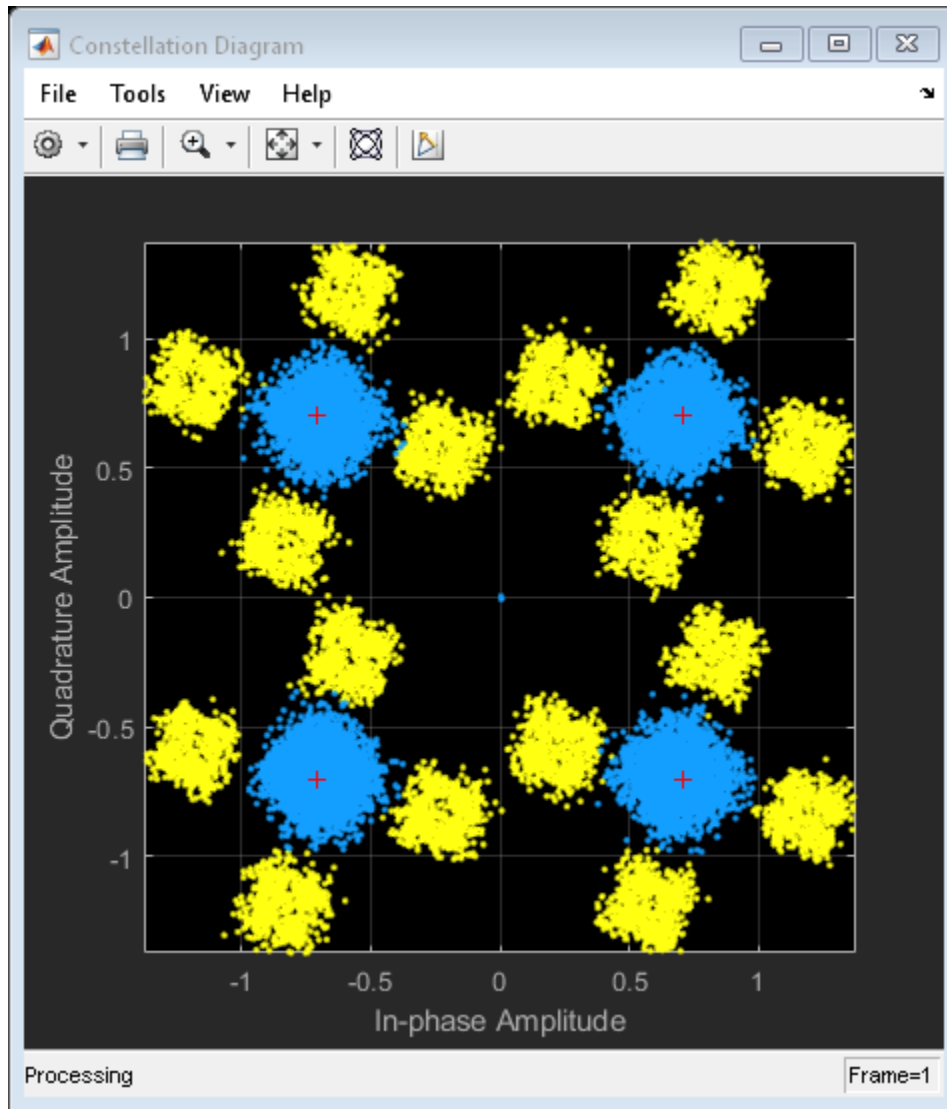 Constellation Diagram
File Tools View Help
1
0.5
0
-0.5
-1
Quadrature Amplitude
-1 -0.5 0 0.5 1
In-phase Amplitude
Processing Frame=1